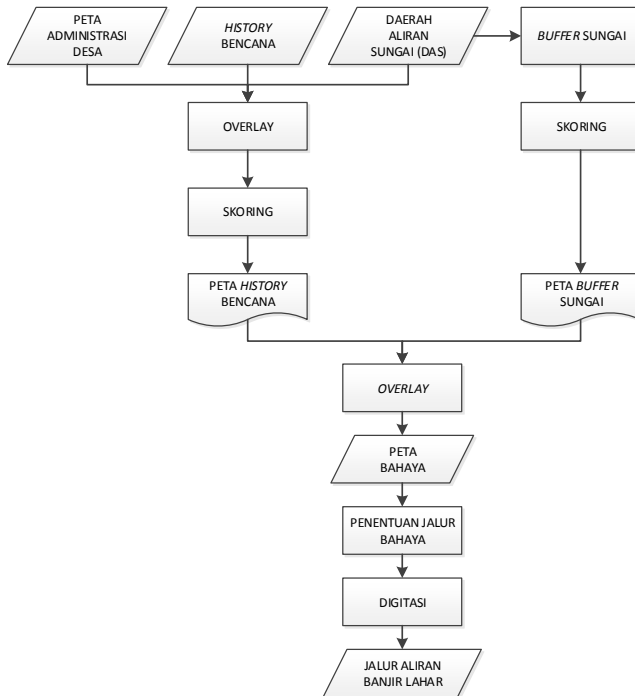 PETA
ADMINISTRASI
DESA
HISTORY
BENCANA
DAERAH
ALIRAN
SUNGAI (DAS)
BUFFER SUNGAI
OVERLAY
SKORING
SKORING
PETA HISTORY
BENCANA
PETA BUFFER
SUNGAI
OVERLAY
PETA
BAHAYA
PENENTUAN JALUR
BAHAYA
DIGITASI
JALUR ALIRAN
BANJIR LAHAR